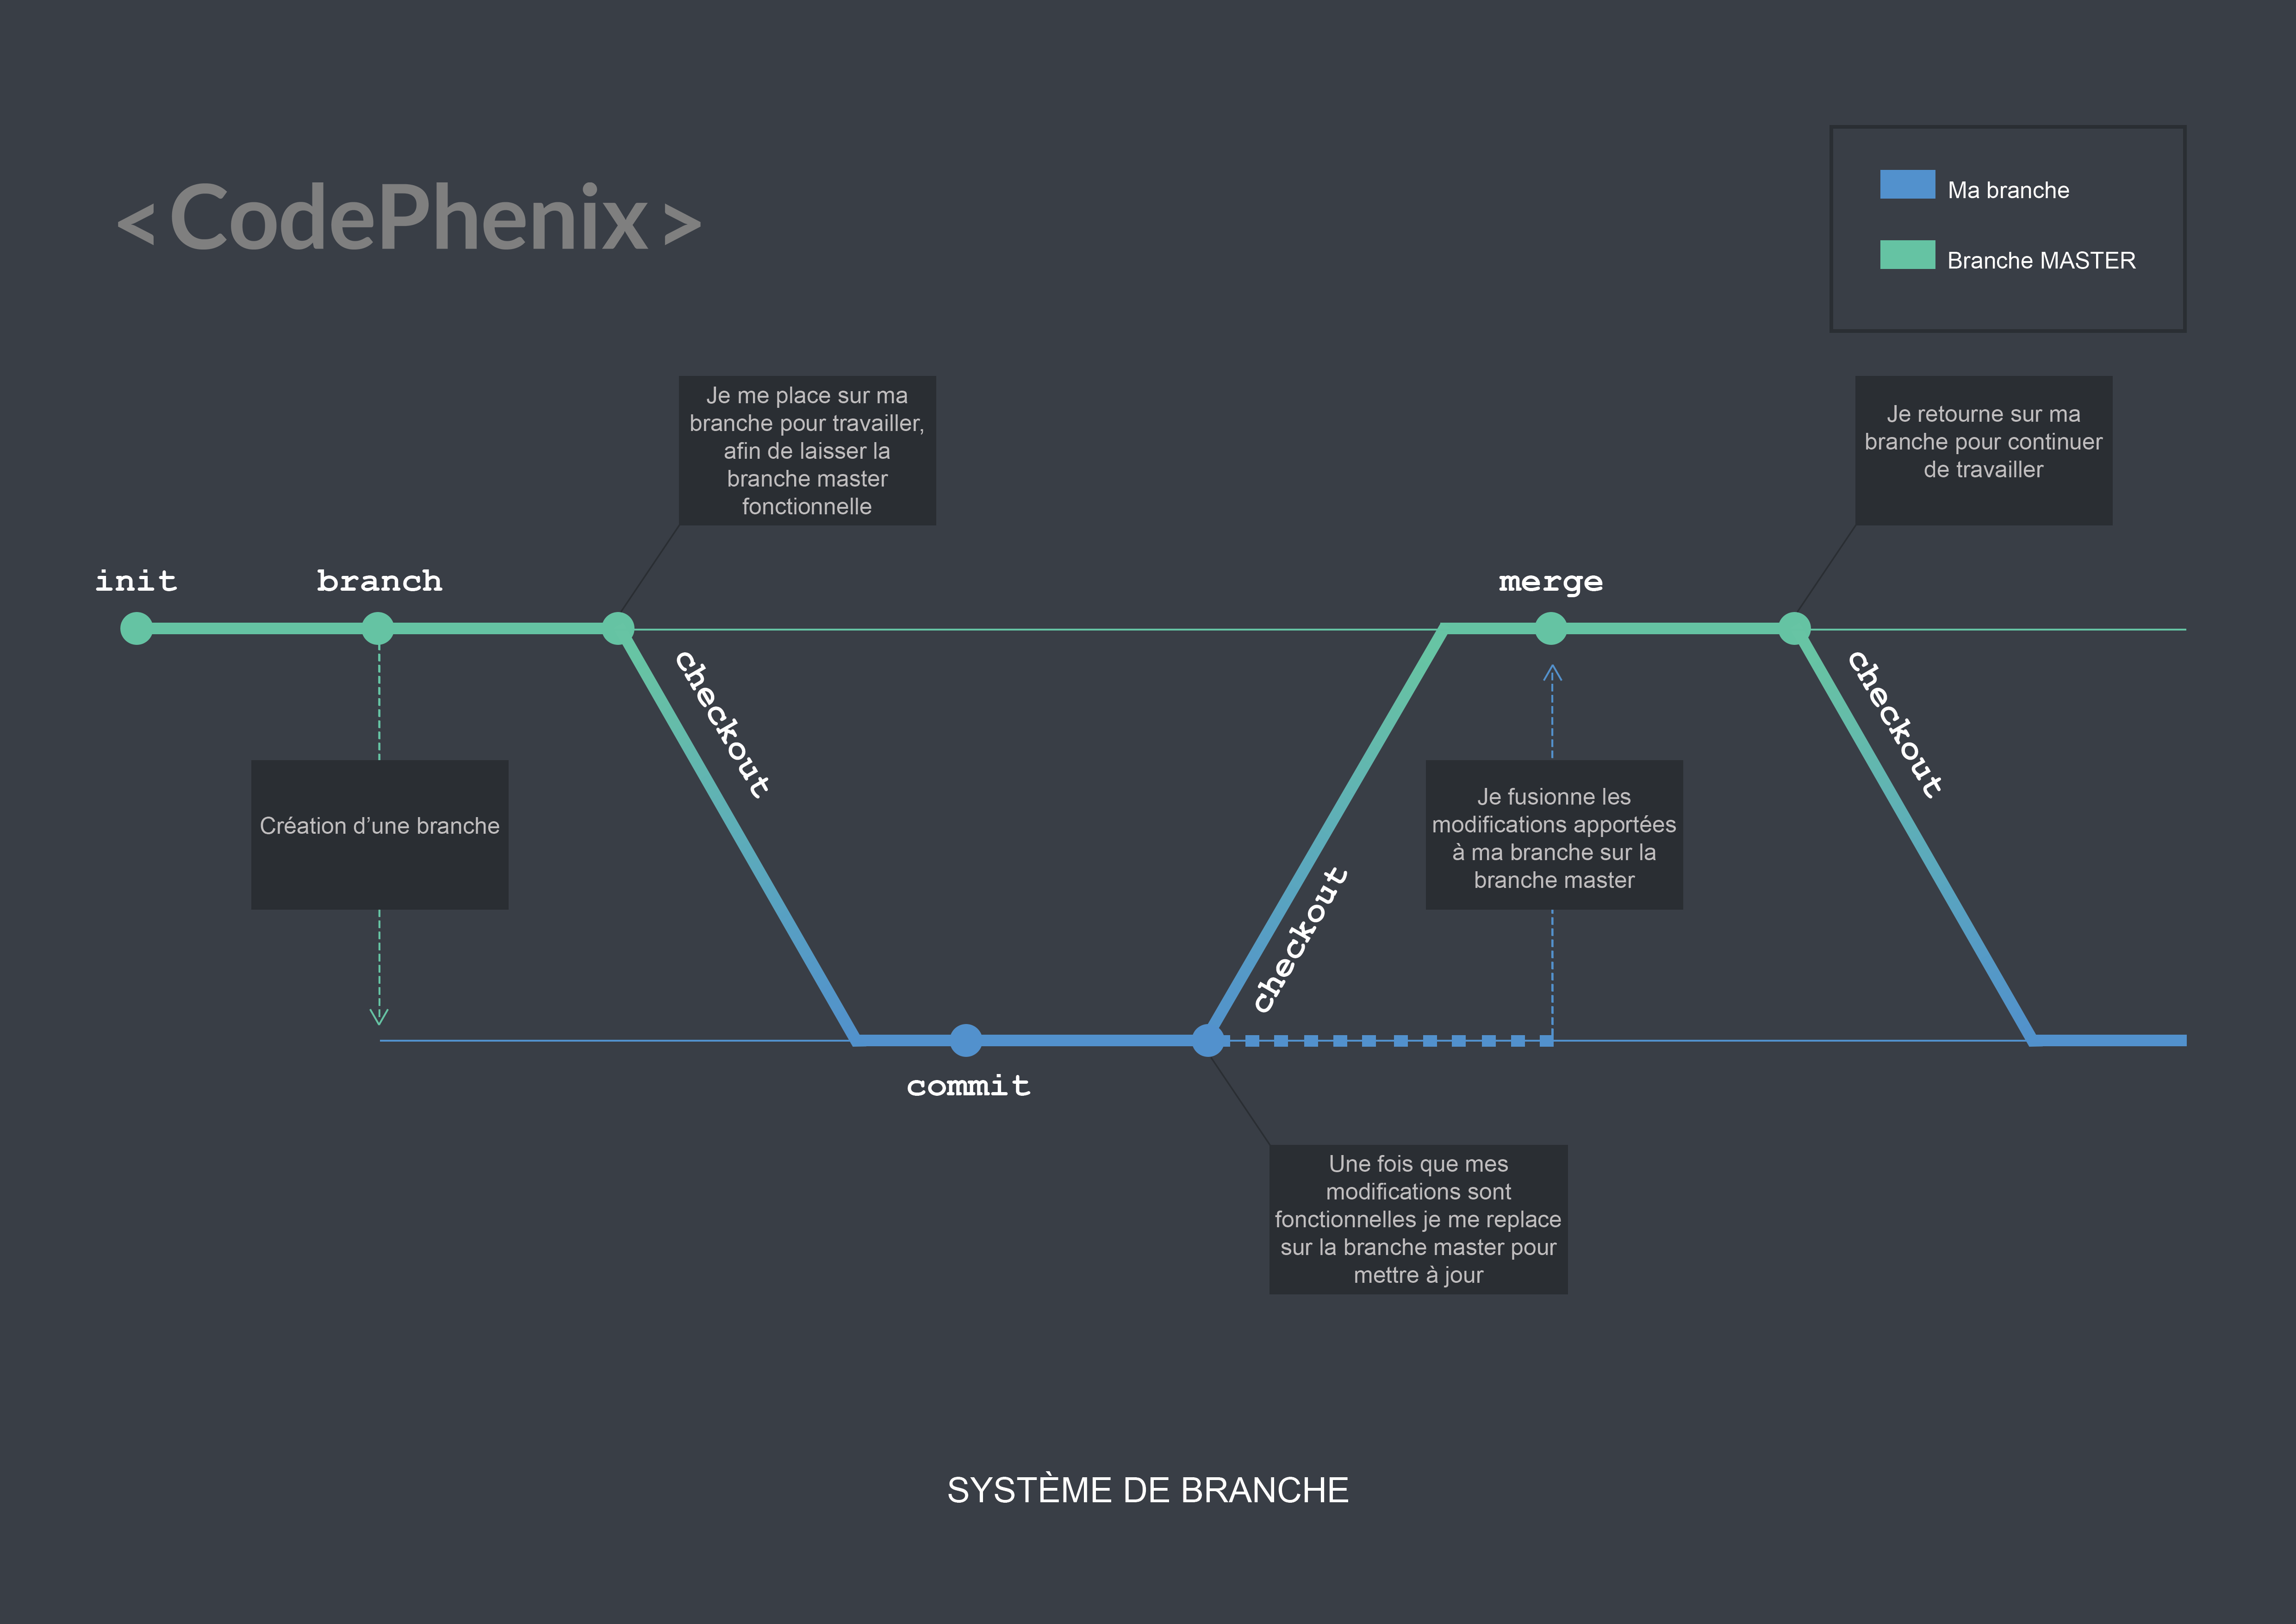 <CodePhenix>
Ma branche
Branche MASTER
Je me place sur ma
branche pour travailler,
afin de laisser la
branche master
fonctionnelle
Je retourne sur ma
branche pour continuer
de travailler
init
branch
merge
checkout
checkout
checkout
Création d’une branche
Je fusionne les
modifications apportées
à ma branche sur la
branche master
commit
Une fois que mes
modifications sont
fonctionnelles je me replace
sur la branche master pour
mettre à jour
SYSTÈME DE BRANCHE